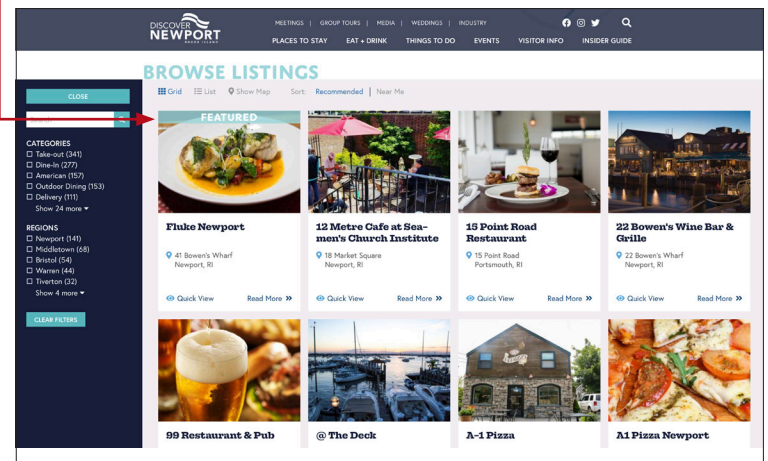 DISCOVER
NEWPORT
RHODE ISLAND
MEETINGS | GROUP TOURS | MEDIA | WEDDINGS | INDUSTRY
PLACES TO STAY EAT + DRINK THINGS TO DO EVENTS VISITOR INFO INSIDER GUIDE
BROWSE LISTINGS
Grid List Show Map Sort: Recommended | Near Me
CLOSE
Search
CATEGORIES
Take-out (341)
Dine-In (277)
American (157)
Outdoor Dining (153)
Delivery (111)
Show 24 more
REGIONS
Newport (141)
Middletown (68)
Bristol (54)
Warren (44)
Tiverton (32)
Show 4 more
CLEAR FILTERS
FEATURED
Fluke Newport
41 Bowen's Wharf
Newport, RI
Quick View Read More »
12 Metre Cafe at Sea-
men's Church Institute
18 Market Square
Newport, RI
Quick View Read More »
15 Point Road
Restaurant
15 Point Road
Portsmouth, RI
Quick View Read More »
22 Bowen's Wine Bar &
Grille
22 Bowen's Wharf
Newport, RI
Quick View Read More »
99 Restaurant & Pub
@ The Deck
A-1 Pizza
A1 Pizza Newport